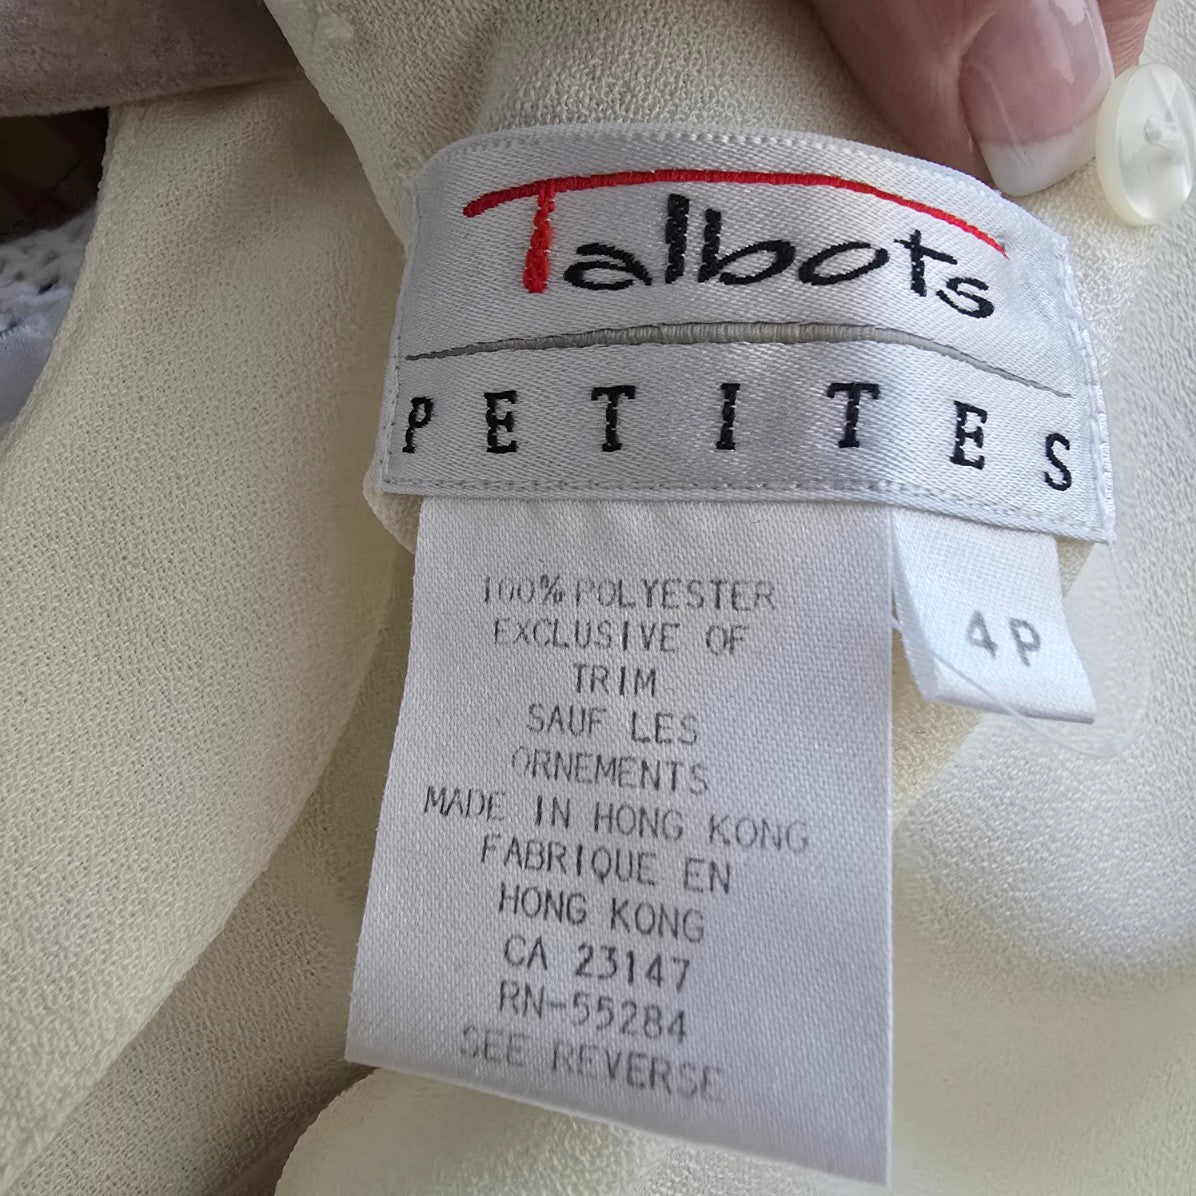 Talbots
PETITES
4P
100% POLYESTER
EXCLUSIVE OF
TRIM
SAUF LES
ORNEMENTS
MADE IN HONG KONG
FABRIQUE EN
HONG KONG
CA 23147
RN-55284
SEE REVERSE